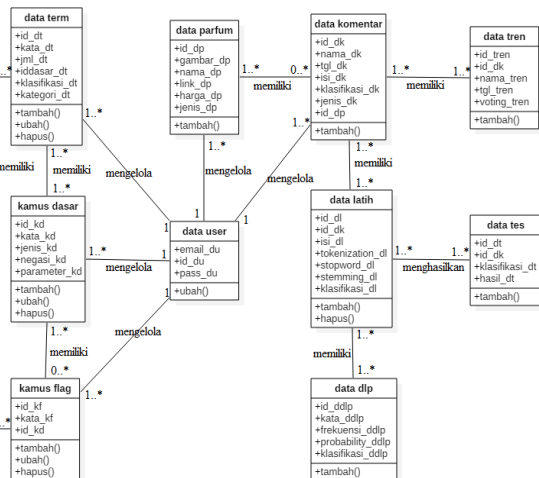 data term
+id_dt
+kata_dt
+jml_dt
+iddasar_dt
+klasifikasi_dt
+kategori_dt
+tambah()
+ubah()
+hapus()
data parfum
+id_dp
+gambar_dp
+nama_dp
+link_dp
+harga_dp
+jenis_dp
+tambah()
data komentar
+id_dk
+nama_dk
+tgl_dk
+isi_dk
+klasifikasi_dk
+jenis_dk
+id_dp
+tambah()
data tren
+id_tren
+id_dk
+nama_tren
+tgl_tren
+voting_tren
+tambah()
1..*
0..*
memiliki
1..*
1..*
memiliki
..*
1..*
1..*
1..*
1..*
memiliki
memiliki
1..*
mengelola
1..*
mengelola
mengelola
1..*
memiliki
1..*
1
1
1
kamus dasar
+id_kd
+kata_kd
+jenis_kd
+negasi_kd
+parameter_kd
+tambah()
+ubah()
+hapus()
1..*
1
mengelola
data user
+email_du
+id_du
+pass_du
+ubah()
data latih
+id_dl
+id_dk
+isi_dl
+tokenization_dl
+stopword_dl
+stemming_dl
+klasifikasi_dl
+tambah()
+hapus()
1..*
1..*
menghasilkan
data tes
+id_dt
+id_dk
+klasifikasi_dt
+hasil_dt
+tambah()
1
mengelola
1..*
memiliki
0..*
1..*
1..*
memiliki
1..*
kamus flag
+id_kf
+kata_kf
+id_kd
+tambah()
+ubah()
+hapus()
..*
data dlp
+id_ddlp
+kata_ddlp
+frekuensi_ddlp
+probability_ddlp
+klasifikasi_ddlp
+tambah()